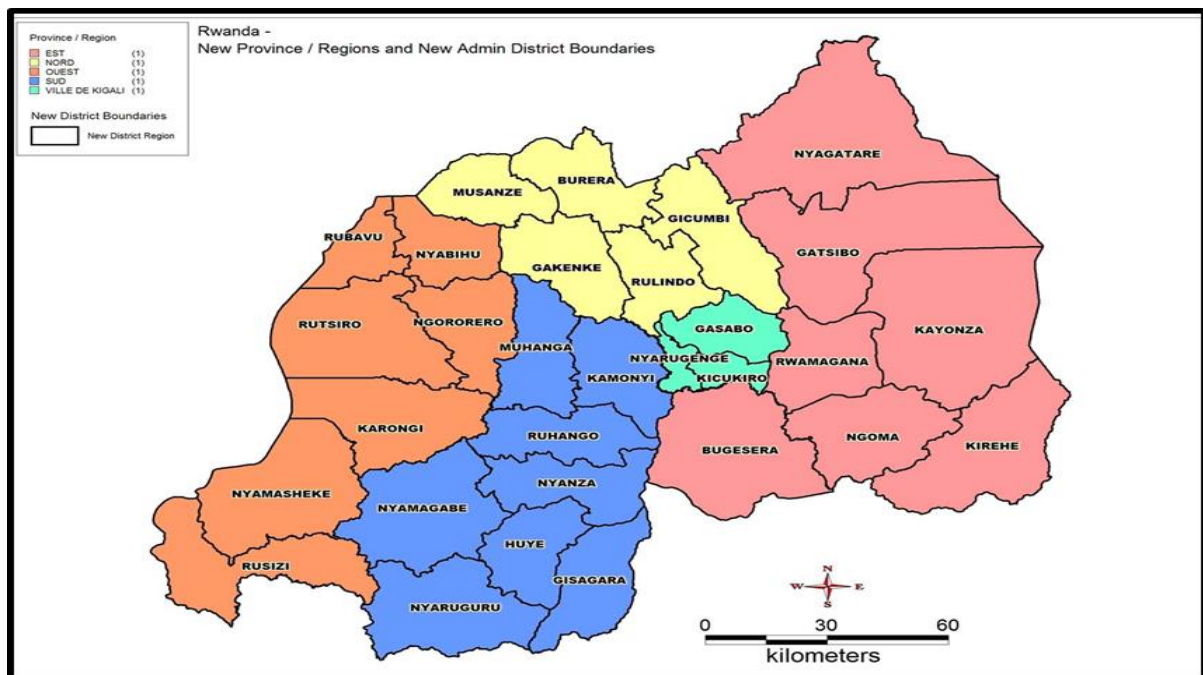 Province / Region
EST (1)
NORD (1)
OUEST (1)
SUD (1)
VILLE DE KIGALI (1)
New District Boundaries
New District Region
Rwanda -
New Province / Regions and New Admin District Boundaries
NYAGATARE
BURERA
MUSANZE
GICUMBI
RUBAVU
NYABIHU
GATSIBO
GAKENKE
RULINDO
RUTSIRO
NGORORERO
GASABO
KAYONZA
MUHANGA
NYARUGENGE
RWAMAGANA
KAMONYI
KICUKIRO
KARONGI
RUHANGO
NGOMA
BUGESERA
KIREHE
NYANZA
NYAMASHEKE
NYAMAGABE
HUYE
RUSIZI
GISAGARA
NYARUGURU
N
W E
S
0 30 60
kilometers